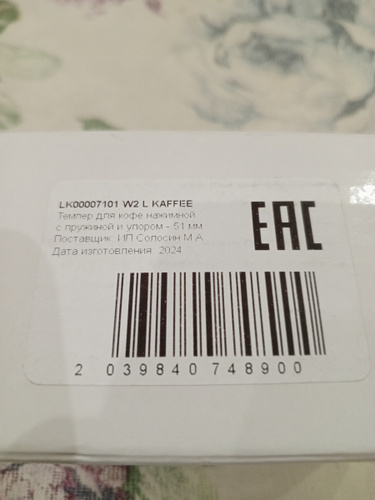 LK00007101 W2 L KAFFEE
Темпер для кофе нажимной
с пружиной и упором - 51 мм
Поставщик: ИП Солосин М.А.
Дата изготовления: 2024
EAC
2 039840 748900